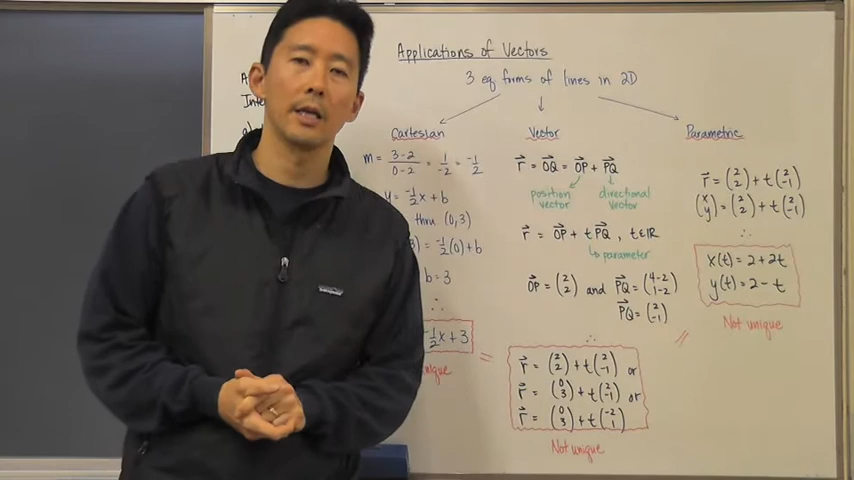 Applications of Vectors
3 eq forms of lines in 2D
Cartesian
m = 3-2/0-2 = 1/-2 = -1/2
y = -1/2 x + b
thru (0,3)
= -1/2(0) + b
b = 3
∴
-1/2 x + 3
=
Vector
r⃗ = OQ⃗ = OP⃗ + PQ⃗
position vector
directional vector
r⃗ = OP⃗ + tPQ⃗ , t∈ℝ
parameter
OP⃗ = (2 2) and PQ⃗ = (4-2 1-2)
PQ⃗ = (2 -1)
∴
r⃗ = (2 2) + t(2 -1) or
r⃗ = (0 3) + t(2 -1) or
r⃗ = (0 3) + t(-2 1)
Not unique
Parametric
r⃗ = (2 2) + t(2 -1)
(x y) = (2 2) + t(2 -1)
∴
x(t) = 2 + 2t
y(t) = 2 - t
Not unique
patagonia